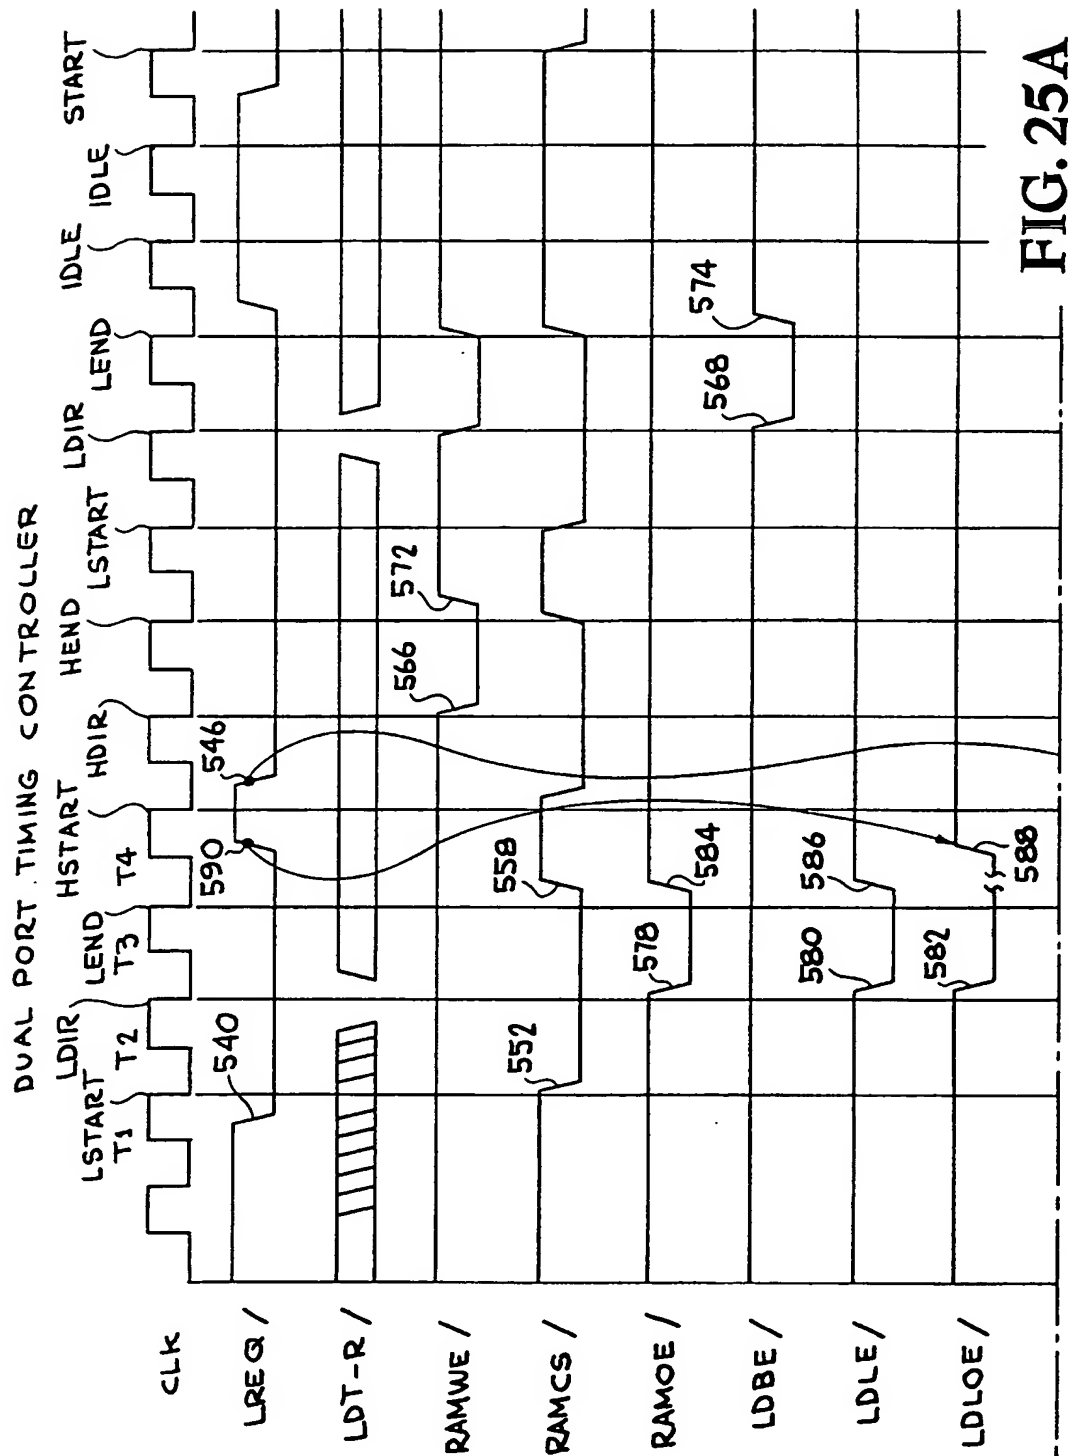 DUAL PORT TIMING CONTROLLER
LSTART LDIR LEND HSTART HDIR HEND LSTART LDIR LEND IDLE IDLE START
T1 T2 T3 T4
CLK
LREQ /
540 590 546
LDT-R /
RAMWE /
566 572
RAMCS /
552 558
RAMOE /
578 584
LDBE /
568 574
LDLE /
580 586
LDLOE /
582 588
FIG. 25A